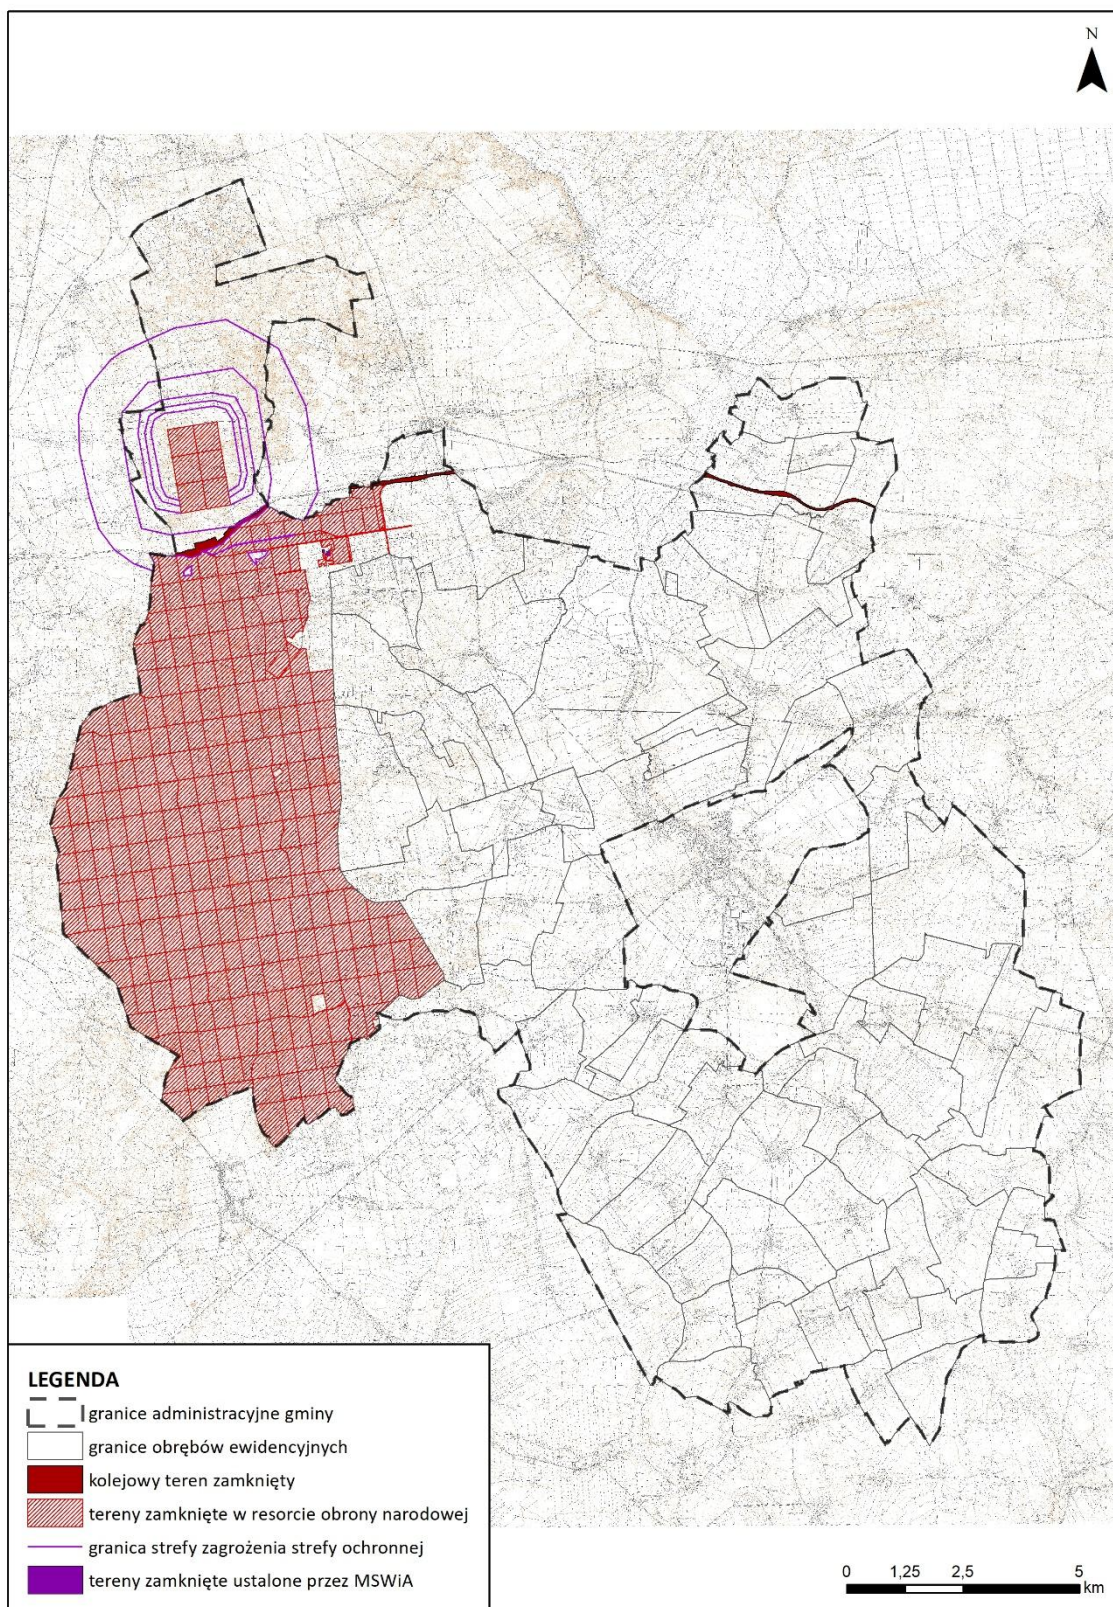 N
LEGENDA
granice administracyjne gminy
granice obrębów ewidencyjnych
kolejowy teren zamknięty
tereny zamknięte w resorcie obrony narodowej
granica strefy zagrożenia strefy ochronnej
tereny zamknięte ustalone przez MSWiA
0 1,25 2,5 5
km